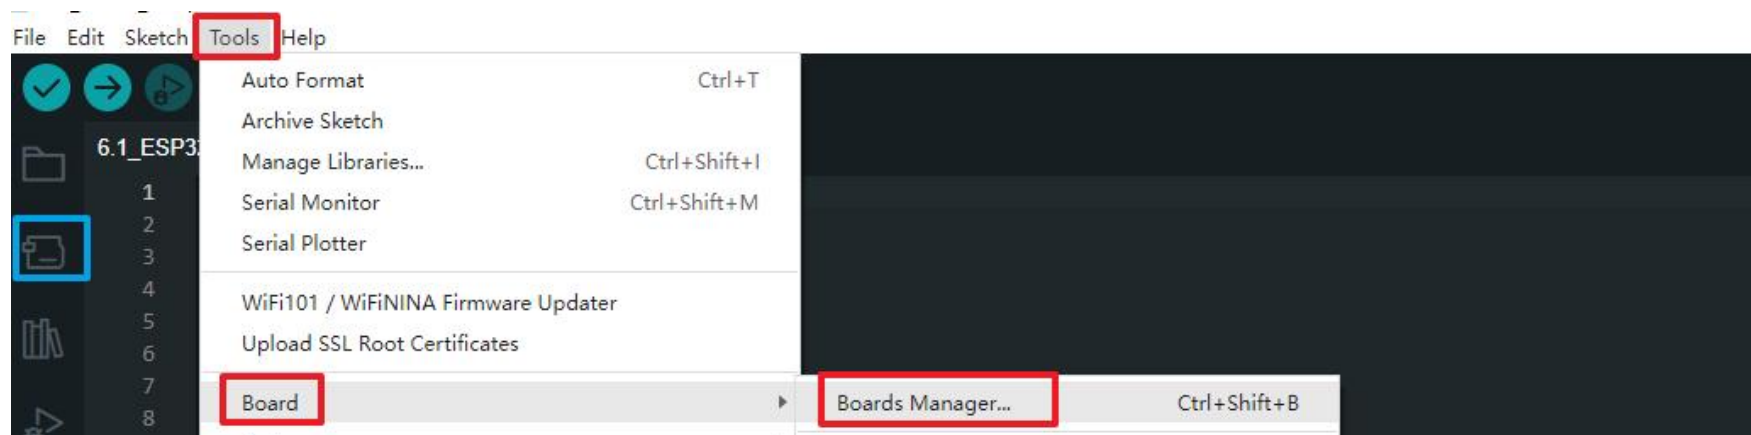 File Edit Sketch Tools Help
Auto Format Ctrl+T
Archive Sketch
6.1_ESP3
Manage Libraries... Ctrl+Shift+I
1
Serial Monitor Ctrl+Shift+M
2
Serial Plotter
3
4
WiFi101 / WiFiNINA Firmware Updater
5
Upload SSL Root Certificates
6
7
Board Boards Manager... Ctrl+Shift+B
8